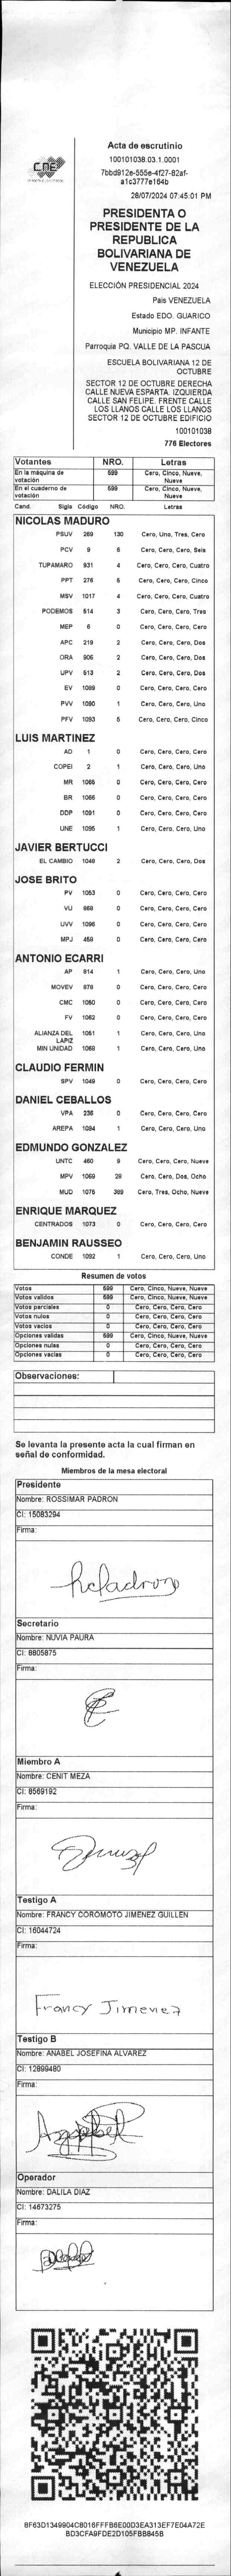 CNE
Acta de escrutinio
100101038.03.1.0001
7bbd912e-555e-4f27-82af-
a1c3777e164b
28/07/2024 07:45:01 PM
PRESIDENTA O
PRESIDENTE DE LA
REPUBLICA
BOLIVARIANA DE
VENEZUELA
ELECCIÓN PRESIDENCIAL 2024
Pais VENEZUELA
Estado EDO. GUARICO
Municipio MP. INFANTE
Parroquia PQ. VALLE DE LA PASCUA
ESCUELA BOLIVARIANA 12 DE
OCTUBRE
SECTOR 12 DE OCTUBRE DERECHA
CALLE NUEVA ESPARTA. IZQUIERDA
CALLE SAN FELIPE. FRENTE CALLE
LOS LLANOS CALLE LOS LLANOS
SECTOR 12 DE OCTUBRE EDIFICIO
100101038
776 Electores
Votantes NRO. Letras
En la máquina de votación 599 Cero, Cinco, Nueve, Nueve
En el cuaderno de votación 599 Cero, Cinco, Nueve, Nueve
Cand. Sigla Código NRO. Letras
NICOLAS MADURO
PSUV 269 130 Cero, Uno, Tres, Cero
PCV 9 6 Cero, Cero, Cero, Seis
TUPAMARO 931 4 Cero, Cero, Cero, Cuatro
PPT 276 5 Cero, Cero, Cero, Cinco
MSV 1017 4 Cero, Cero, Cero, Cuatro
PODEMOS 514 3 Cero, Cero, Cero, Tres
MEP 6 0 Cero, Cero, Cero, Cero
APC 219 2 Cero, Cero, Cero, Dos
ORA 906 2 Cero, Cero, Cero, Dos
UPV 513 2 Cero, Cero, Cero, Dos
EV 1089 0 Cero, Cero, Cero, Cero
PVV 1090 1 Cero, Cero, Cero, Uno
PFV 1093 5 Cero, Cero, Cero, Cinco
LUIS MARTINEZ
AD 1 0 Cero, Cero, Cero, Cero
COPEI 2 1 Cero, Cero, Cero, Uno
MR 1065 0 Cero, Cero, Cero, Cero
BR 1066 0 Cero, Cero, Cero, Cero
DDP 1091 0 Cero, Cero, Cero, Cero
UNE 1095 1 Cero, Cero, Cero, Uno
JAVIER BERTUCCI
EL CAMBIO 1048 2 Cero, Cero, Cero, Dos
JOSE BRITO
PV 1053 0 Cero, Cero, Cero, Cero
VU 868 0 Cero, Cero, Cero, Cero
UVV 1096 0 Cero, Cero, Cero, Cero
MPJ 459 0 Cero, Cero, Cero, Cero
ANTONIO ECARRI
AP 814 1 Cero, Cero, Cero, Uno
MOVEV 978 0 Cero, Cero, Cero, Cero
CMC 1050 0 Cero, Cero, Cero, Cero
FV 1062 0 Cero, Cero, Cero, Cero
ALIANZA DEL LAPIZ 1051 1 Cero, Cero, Cero, Uno
MIN UNIDAD 1068 1 Cero, Cero, Cero, Uno
CLAUDIO FERMIN
SPV 1049 0 Cero, Cero, Cero, Cero
DANIEL CEBALLOS
VPA 236 0 Cero, Cero, Cero, Cero
AREPA 1094 1 Cero, Cero, Cero, Uno
EDMUNDO GONZALEZ
UNTC 460 9 Cero, Cero, Cero, Nueve
MPV 1069 28 Cero, Cero, Dos, Ocho
MUD 1075 389 Cero, Tres, Ocho, Nueve
ENRIQUE MARQUEZ
CENTRADOS 1073 0 Cero, Cero, Cero, Cero
BENJAMIN RAUSSEO
CONDE 1092 1 Cero, Cero, Cero, Uno
Resumen de votos
Votos 599 Cero, Cinco, Nueve, Nueve
Votos validos 599 Cero, Cinco, Nueve, Nueve
Votos parciales 0 Cero, Cero, Cero, Cero
Votos nulos 0 Cero, Cero, Cero, Cero
Votos vacios 0 Cero, Cero, Cero, Cero
Opciones validas 599 Cero, Cinco, Nueve, Nueve
Opciones nulas 0 Cero, Cero, Cero, Cero
Opciones vacias 0 Cero, Cero, Cero, Cero
Observaciones:
Se levanta la presente acta la cual firman en
señal de conformidad.
Miembros de la mesa electoral
Presidente
Nombre: ROSSIMAR PADRON
CI: 15083294
Firma:
Secretario
Nombre: NUVIA PAURA
CI: 8805875
Firma:
Miembro A
Nombre: CENIT MEZA
CI: 8569192
Firma:
Testigo A
Nombre: FRANCY COROMOTO JIMENEZ GUILLEN
CI: 16044724
Firma:
Francy Jimenez
Testigo B
Nombre: ANABEL JOSEFINA ALVAREZ
CI: 12899480
Firma:
Operador
Nombre: DALILA DIAZ
CI: 14673275
Firma:
8F63D1349904C8016FFFB6E00D3EA313EF7E04A72E
BD3CFA9FDE2D105FBB845B